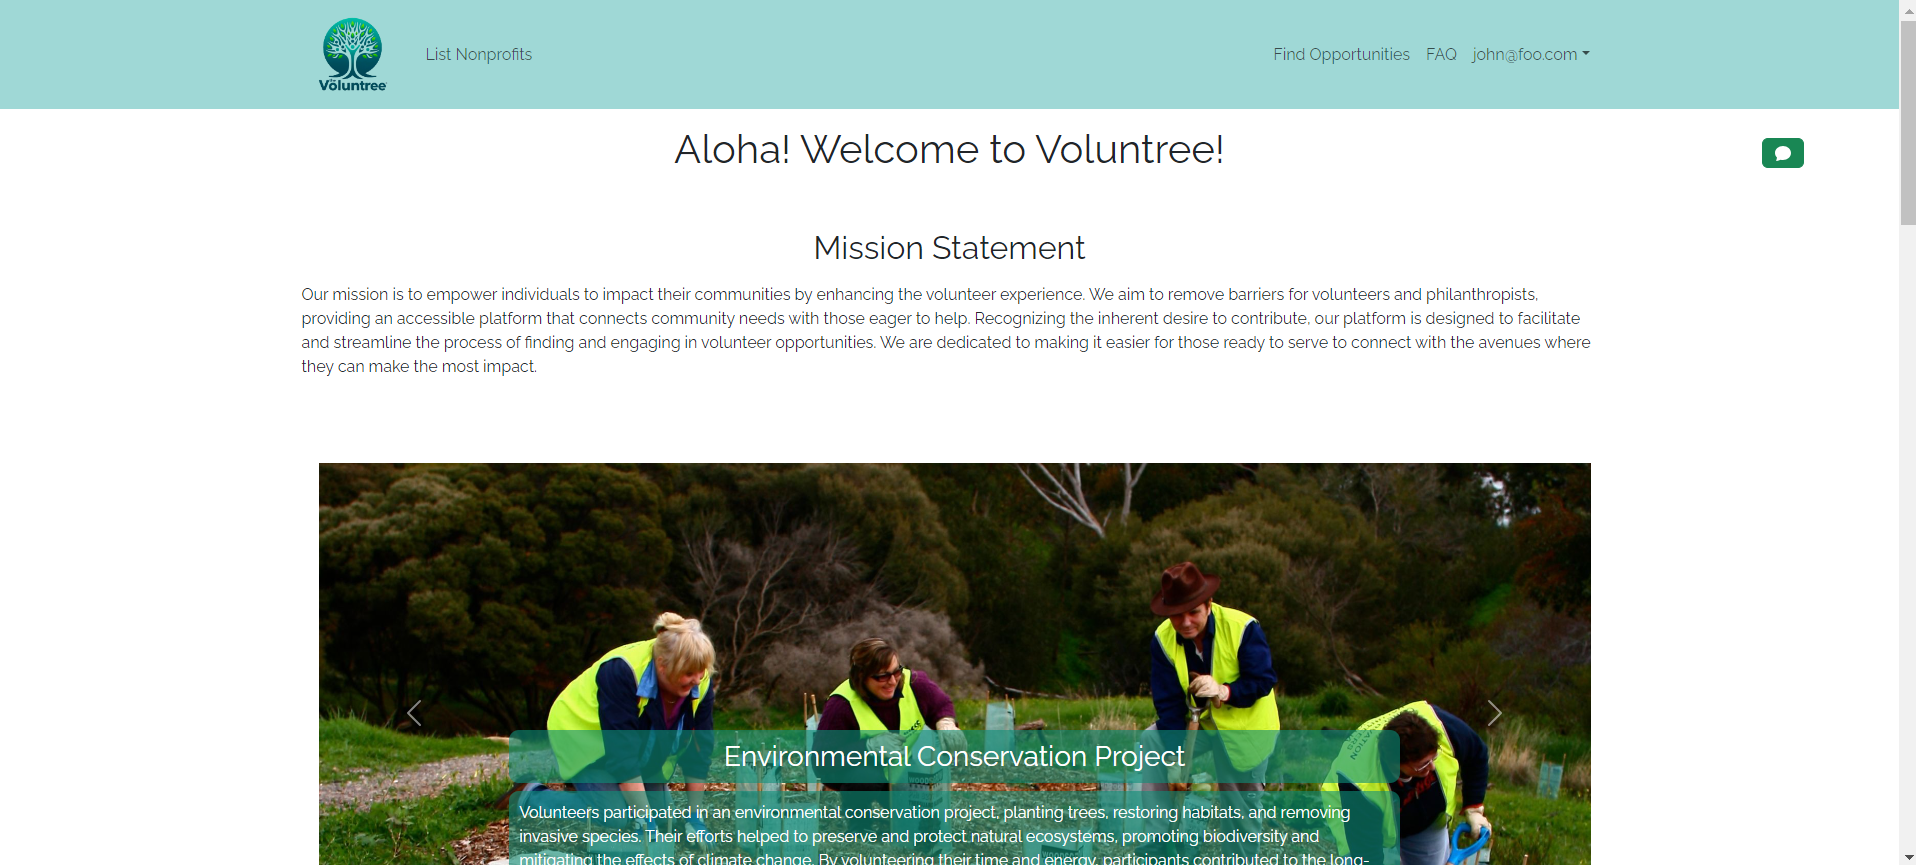 the
Voluntree
List Nonprofits
Find Opportunities
FAQ
john@foo.com
Aloha! Welcome to Voluntree!
Mission Statement
Our mission is to empower individuals to impact their communities by enhancing the volunteer experience. We aim to remove barriers for volunteers and philanthropists,
providing an accessible platform that connects community needs with those eager to help. Recognizing the inherent desire to contribute, our platform is designed to facilitate
and streamline the process of finding and engaging in volunteer opportunities. We are dedicated to making it easier for those ready to serve to connect with the avenues where
they can make the most impact.
Environmental Conservation Project
Volunteers participated in an environmental conservation project, planting trees, restoring habitats, and removing
invasive species. Their efforts helped to preserve and protect natural ecosystems, promoting biodiversity and
mitigating the effects of climate change. By volunteering their time and energy, participants contributed to the long-